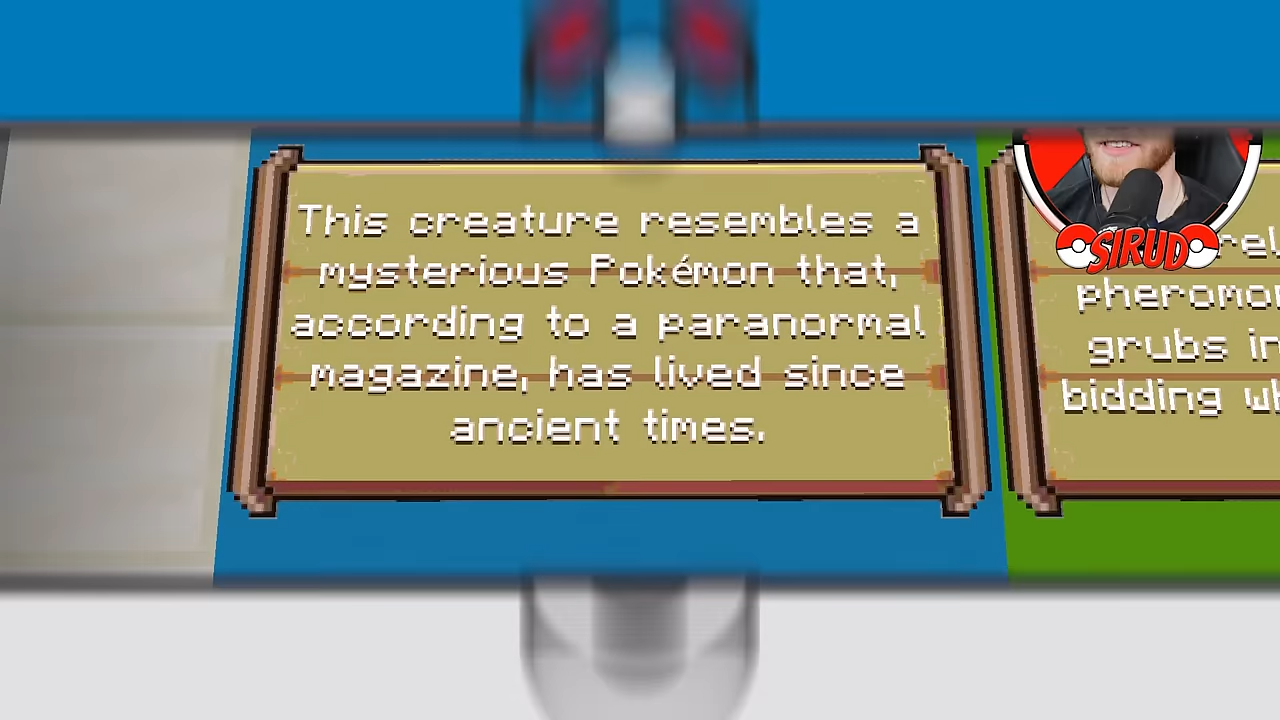 This creature resembles a
mysterious Pokémon that,
according to a paranormal
magazine, has lived since
ancient times.
SIRUD
grubs in
bidding